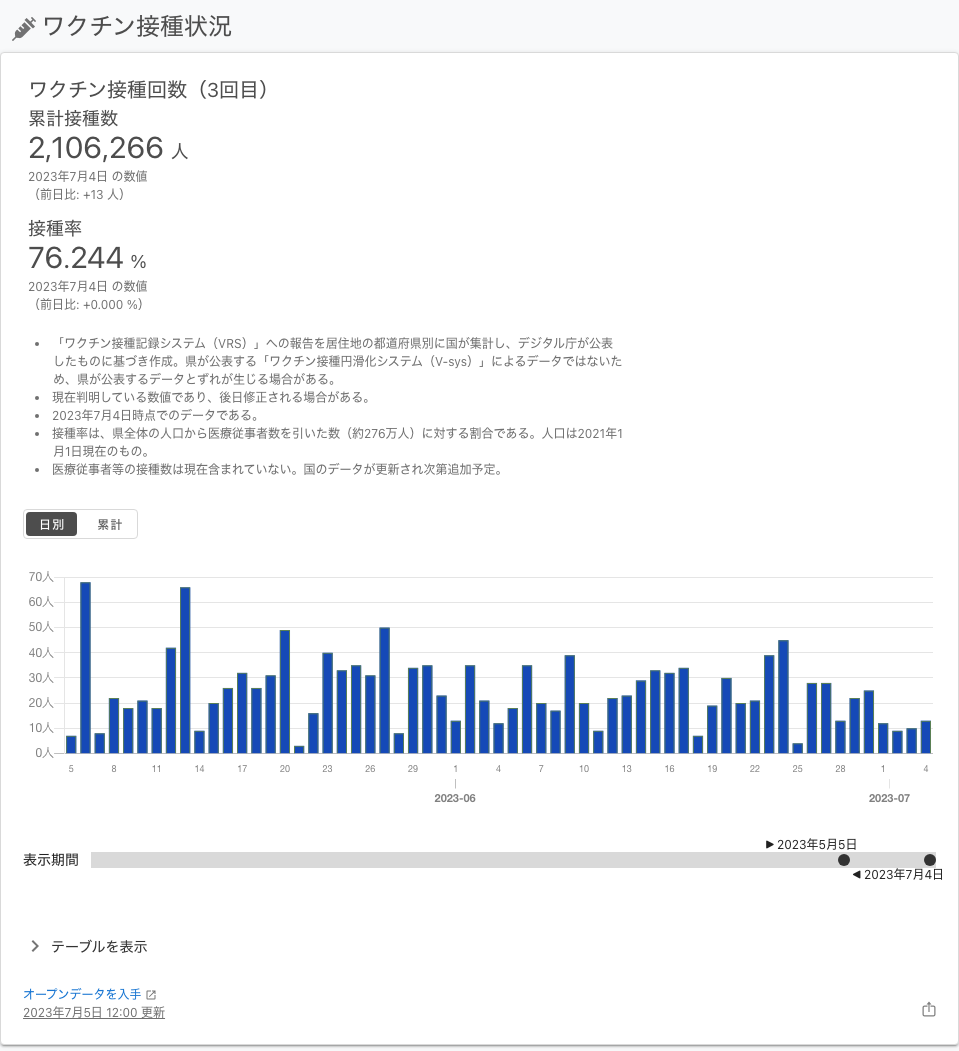 ワクチン接種状況
ワクチン接種回数（3回目）
累計接種数
2,106,266 人
2023年7月4日 の数値
（前日比: +13 人）
接種率
76.244 %
2023年7月4日 の数値
（前日比: +0.000 %）
「ワクチン接種記録システム（VRS）」への報告を居住地の都道府県別に国が集計し、デジタル庁が公表
したものに基づき作成。県が公表する「ワクチン接種円滑化システム（V-sys）」によるデータではないた
め、県が公表するデータとずれが生じる場合がある。
現在判明している数値であり、後日修正される場合がある。
2023年7月4日時点でのデータである。
接種率は、県全体の人口から医療従事者数を引いた数（約276万人）に対する割合である。人口は2021年1
月1日現在のもの。
医療従事者等の接種数は現在含まれていない。国のデータが更新され次第追加予定。
日別 累計
70人
60人
50人
40人
30人
20人
10人
0人
5 8 11 14 17 20 23 26 29 1 4 7 10 13 16 19 22 25 28 1 4
2023-06 2023-07
2023年5月5日
表示期間
2023年7月4日
テーブルを表示
オープンデータを入手
2023年7月5日 12:00 更新